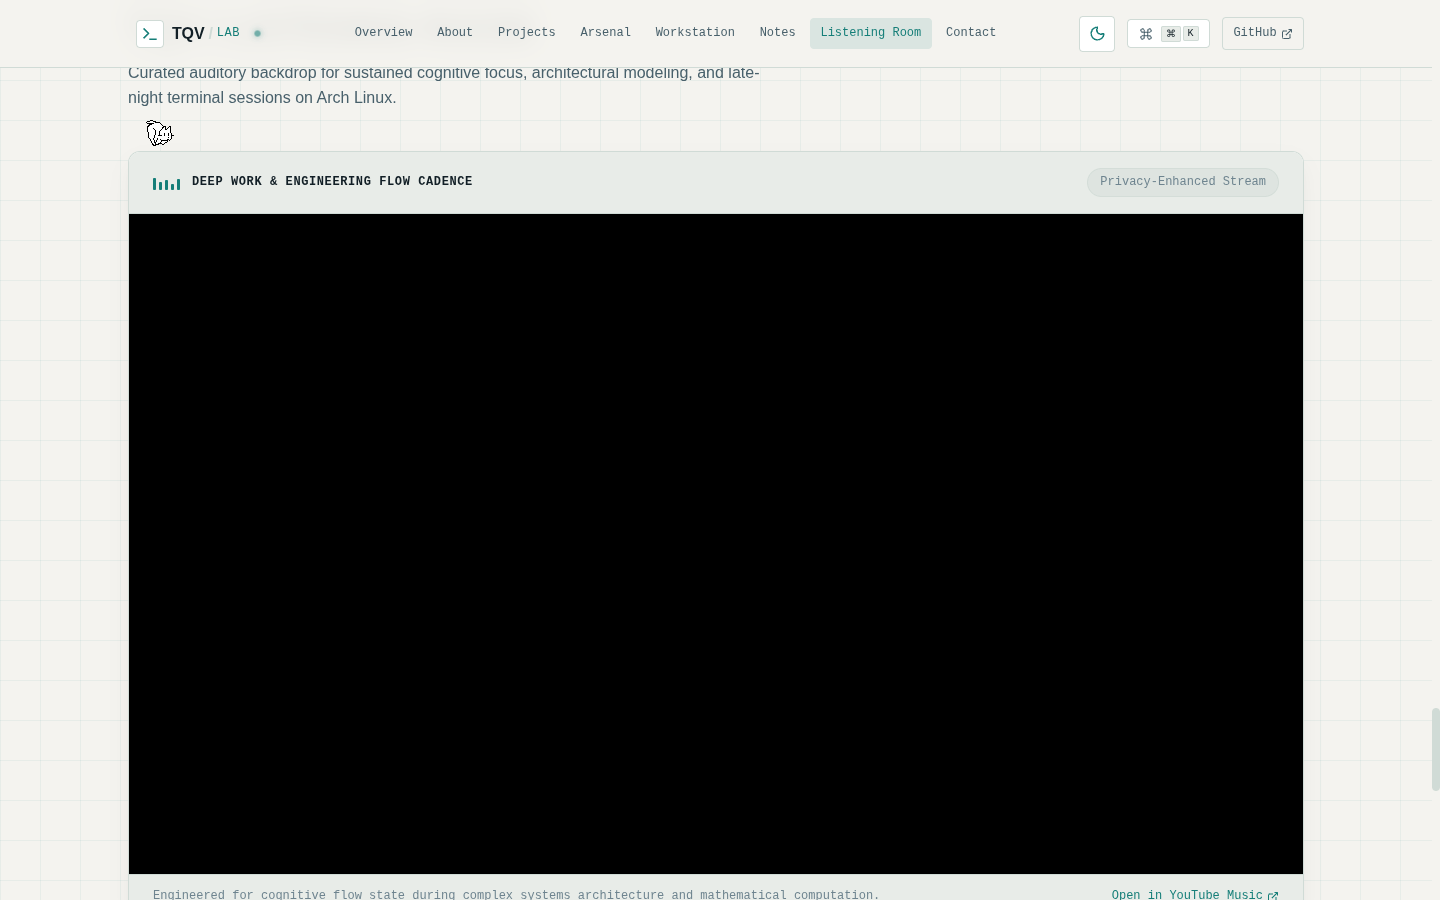 TQV / LAB
Overview
About
Projects
Arsenal
Workstation
Notes
Listening Room
Contact
⌘ ⌘ K
GitHub
Curated auditory backdrop for sustained cognitive focus, architectural modeling, and late-
night terminal sessions on Arch Linux.
DEEP WORK & ENGINEERING FLOW CADENCE
Privacy-Enhanced Stream
Engineered for cognitive flow state during complex systems architecture and mathematical computation.
Open in YouTube Music